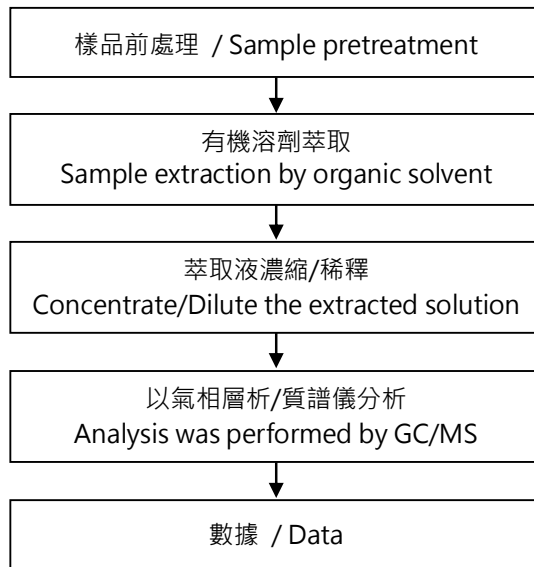 樣品前處理 / Sample pretreatment
有機溶劑萃取
Sample extraction by organic solvent
萃取液濃縮/稀釋
Concentrate/Dilute the extracted solution
以氣相層析/質譜儀分析
Analysis was performed by GC/MS
數據 / Data